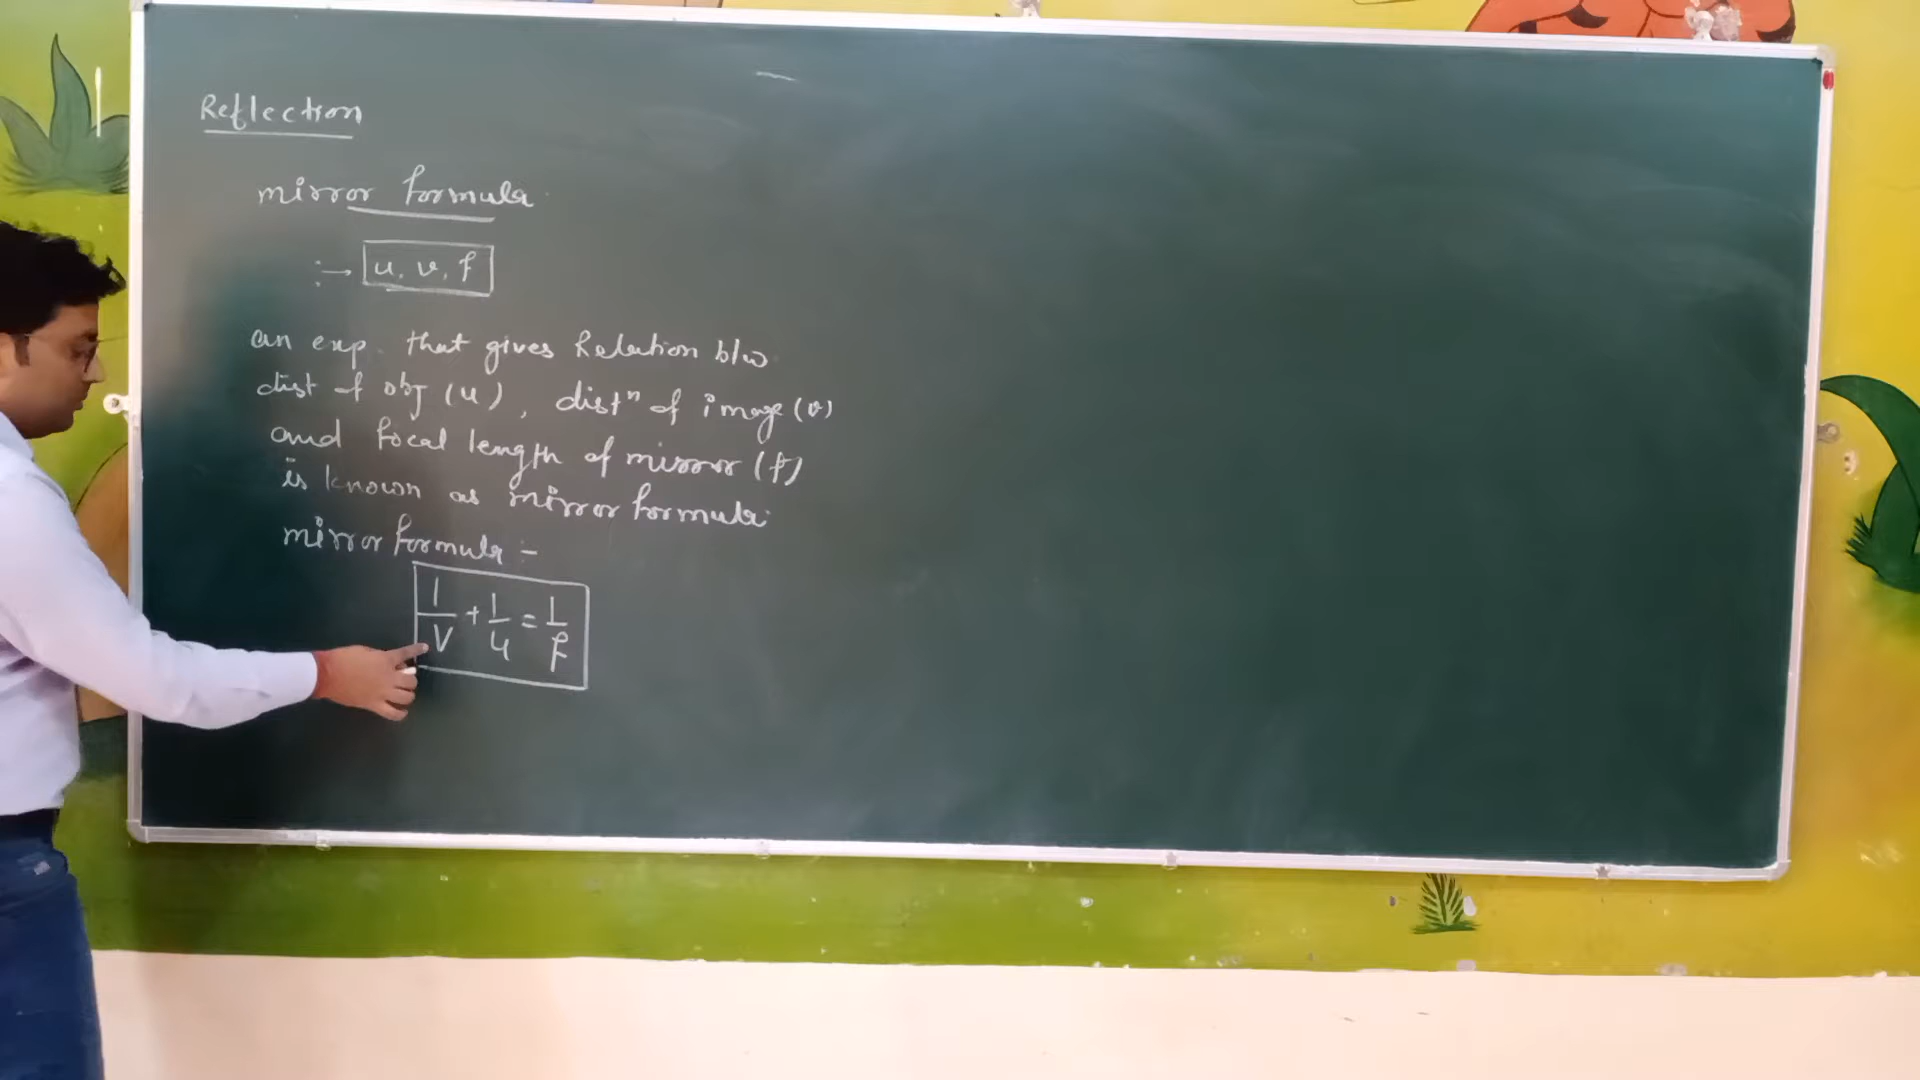 Reflection
mirror formula
:→ u, v, f
an exp. that gives Relation b/w
dist of obj (u), distⁿ of image (v)
and focal length of mirror (f)
is known as mirror formula.
mirror formula :-
1/V + 1/u = 1/f